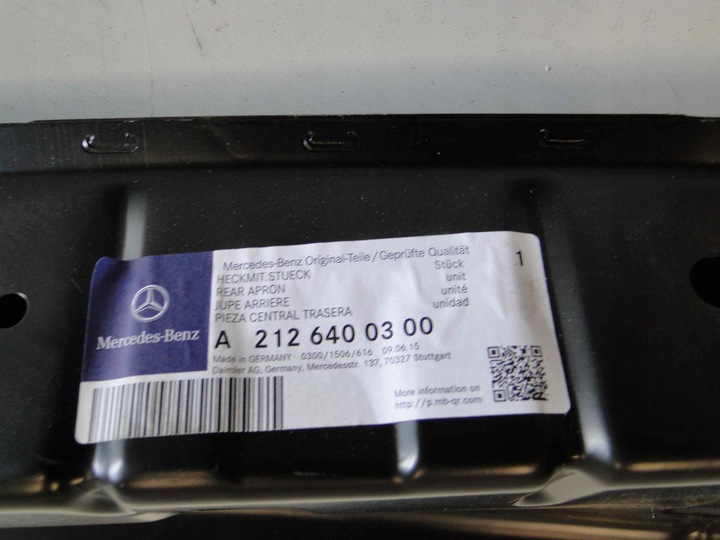 Mercedes-Benz
Mercedes-Benz Original-Teile/Geprüfte Qualität
HECKMIT.STUECK Stück 1
REAR APRON unit
JUPE ARRIERE unité
PIEZA CENTRAL TRASERA unidad
A 212 640 03 00
Made in GERMANY 0300/1506/616 09.06.15
Daimler AG, Germany, Mercedesstr. 137, 70327 Stuttgart
More information on
http://p.mb-qr.com